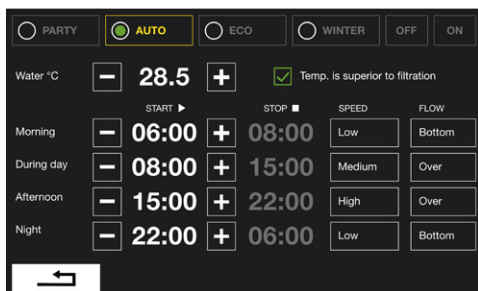 PARTY AUTO ECO WINTER OFF ON
Water °C − 28.5 + Temp. is superior to filtration
START ▶ STOP ■ SPEED FLOW
Morning − 06:00 + 08:00 Low Bottom
During day − 08:00 + 15:00 Medium Over
Afternoon − 15:00 + 22:00 High Over
Night − 22:00 + 06:00 Low Bottom